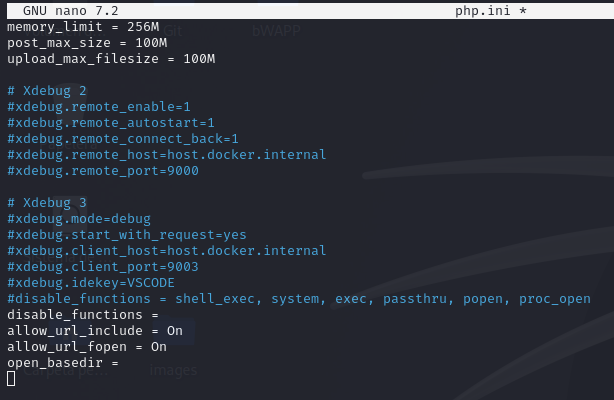 GNU nano 7.2 php.ini *
memory_limit = 256M
post_max_size = 100M
upload_max_filesize = 100M
# Xdebug 2
#xdebug.remote_enable=1
#xdebug.remote_autostart=1
#xdebug.remote_connect_back=1
#xdebug.remote_host=host.docker.internal
#xdebug.remote_port=9000
# Xdebug 3
#xdebug.mode=debug
#xdebug.start_with_request=yes
#xdebug.client_host=host.docker.internal
#xdebug.client_port=9003
#xdebug.idekey=VSCODE
#disable_functions = shell_exec, system, exec, passthru, popen, proc_open
disable_functions =
allow_url_include = On
allow_url_fopen = On
open_basedir =
bWAPP
images